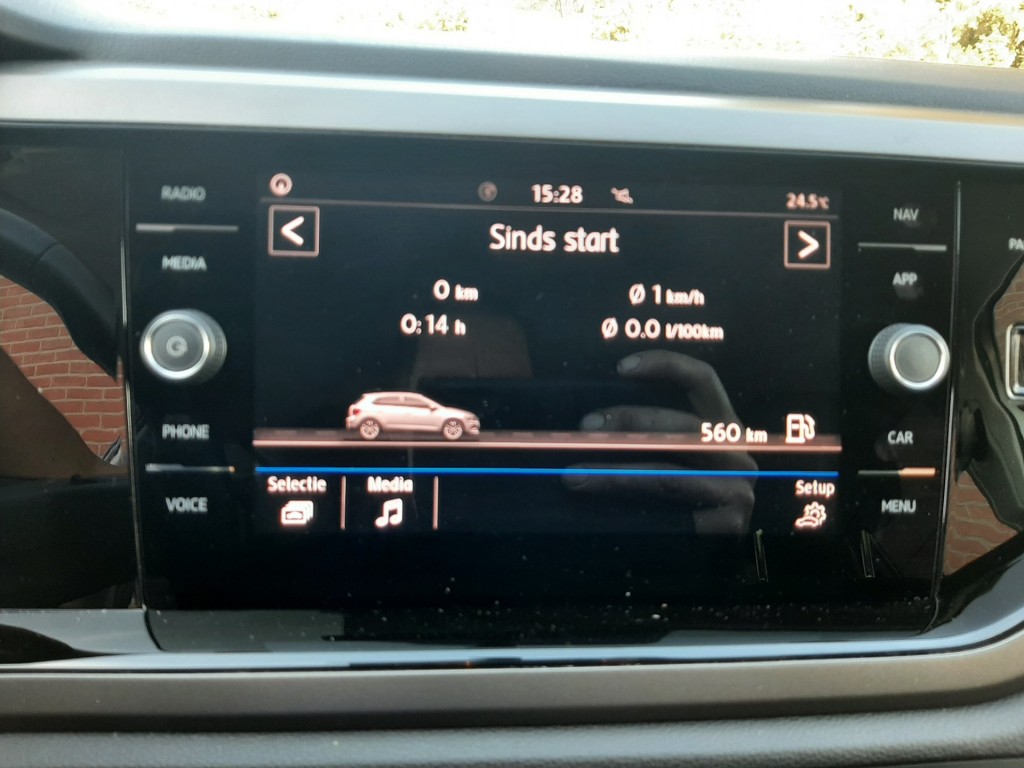 RADIO
MEDIA
PHONE
VOICE
15:28
24.5°C
<
Sinds start
>
0 km
Ø 1 km/h
0:14 h
Ø 0.0 l/100km
560 km
Selectie
Media
Setup
NAV
APP
CAR
MENU
PA